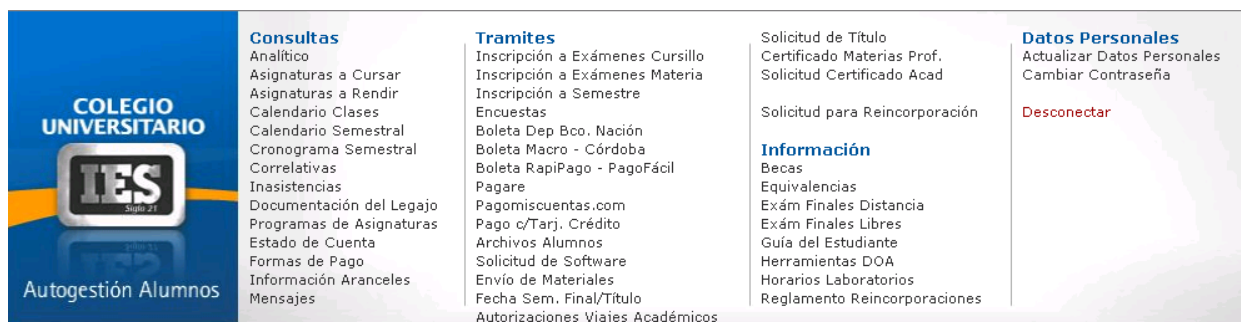 COLEGIO
UNIVERSITARIO
IES
Siglo 21
Autogestión Alumnos
Consultas
Analítico
Asignaturas a Cursar
Asignaturas a Rendir
Calendario Clases
Calendario Semestral
Cronograma Semestral
Correlativas
Inasistencias
Documentación del Legajo
Programas de Asignaturas
Estado de Cuenta
Formas de Pago
Información Aranceles
Mensajes
Tramites
Inscripción a Exámenes Cursillo
Inscripción a Exámenes Materia
Inscripción a Semestre
Encuestas
Boleta Dep Bco. Nación
Boleta Macro - Córdoba
Boleta RapiPago - PagoFácil
Pagare
Pagomiscuentas.com
Pago c/Tarj. Crédito
Archivos Alumnos
Solicitud de Software
Envío de Materiales
Fecha Sem. Final/Título
Autorizaciones Viajes Académicos
Solicitud de Título
Certificado Materias Prof.
Solicitud Certificado Acad
Solicitud para Reincorporación
Información
Becas
Equivalencias
Exám Finales Distancia
Exám Finales Libres
Guía del Estudiante
Herramientas DOA
Horarios Laboratorios
Reglamento Reincorporaciones
Datos Personales
Actualizar Datos Personales
Cambiar Contraseña
Desconectar